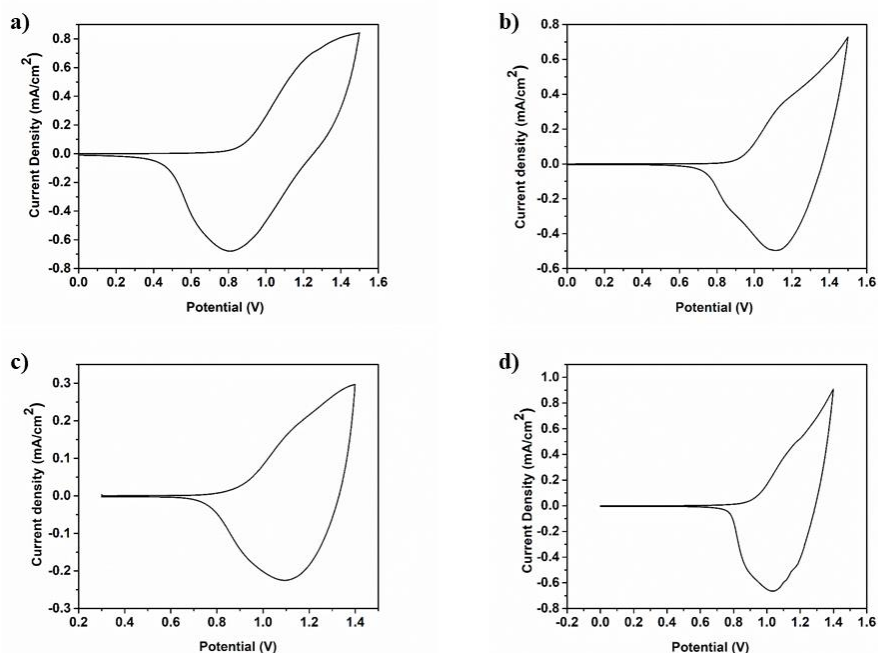 a)
Current Density (mA/cm2)
0.8
0.6
0.4
0.2
0.0
-0.2
-0.4
-0.6
-0.8
0.0 0.2 0.4 0.6 0.8 1.0 1.2 1.4 1.6
Potential (V)
b)
Current density (mA/cm2)
0.8
0.6
0.4
0.2
0.0
-0.2
-0.4
-0.6
0.0 0.2 0.4 0.6 0.8 1.0 1.2 1.4 1.6
Potential (V)
c)
Current density (mA/cm2)
0.3
0.2
0.1
0.0
-0.1
-0.2
-0.3
0.2 0.4 0.6 0.8 1.0 1.2 1.4
Potential (V)
d)
Current Density (mA/cm2)
1.0
0.8
0.6
0.4
0.2
0.0
-0.2
-0.4
-0.6
-0.8
-0.2 0.0 0.2 0.4 0.6 0.8 1.0 1.2 1.4 1.6
Potential (V)